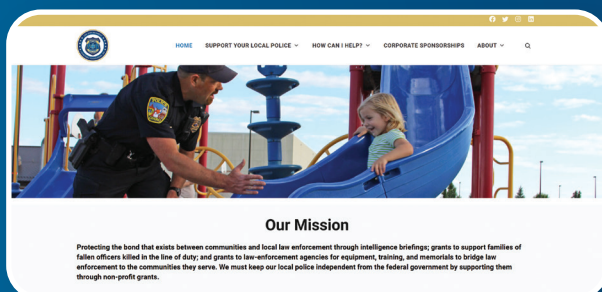 HOME SUPPORT YOUR LOCAL POLICE HOW CAN I HELP? CORPORATE SPONSORSHIPS ABOUT
Our Mission
Protecting the bond that exists between communities and local law enforcement through intelligence briefings; grants to support families of
fallen officers killed in the line of duty; and grants to law-enforcement agencies for equipment, training, and memorials to bridge law
enforcement to the communities they serve. We must keep our local police independent from the federal government by supporting them
through non-profit grants.